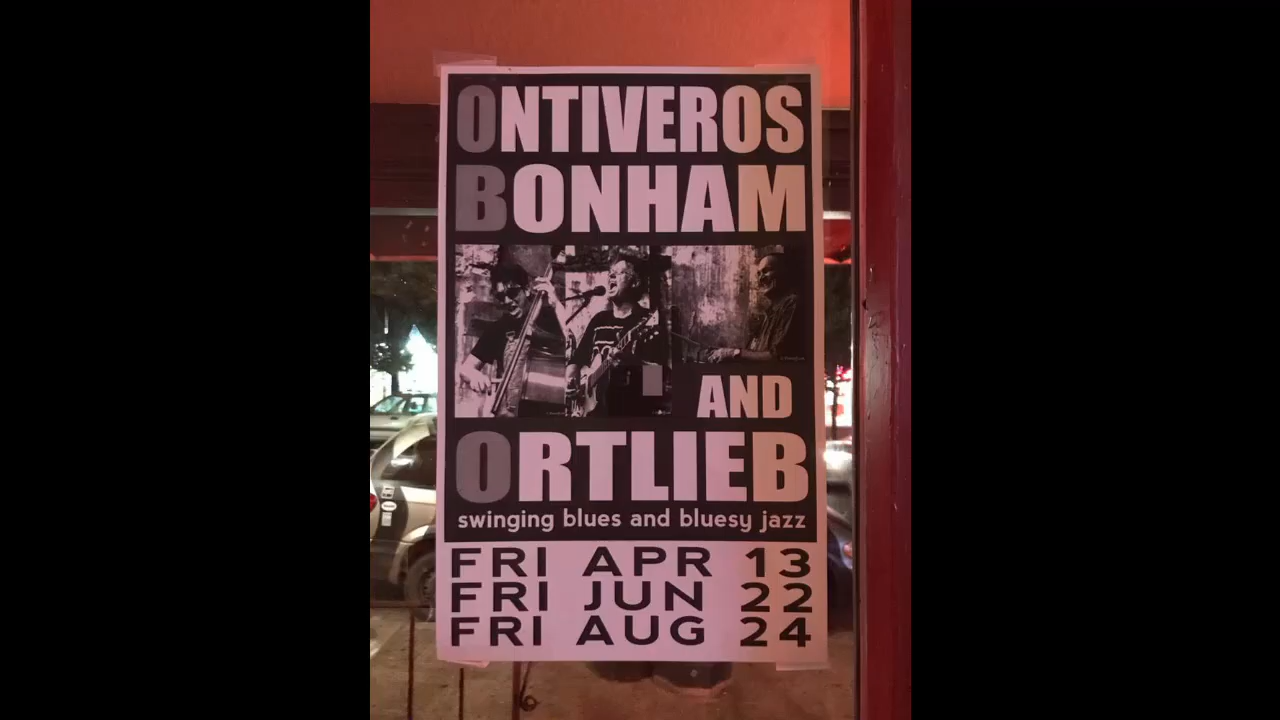 ONTIVEROS
BONHAM
AND
ORTLIEB
swinging blues and bluesy jazz
FRI APR 13
FRI JUN 22
FRI AUG 24